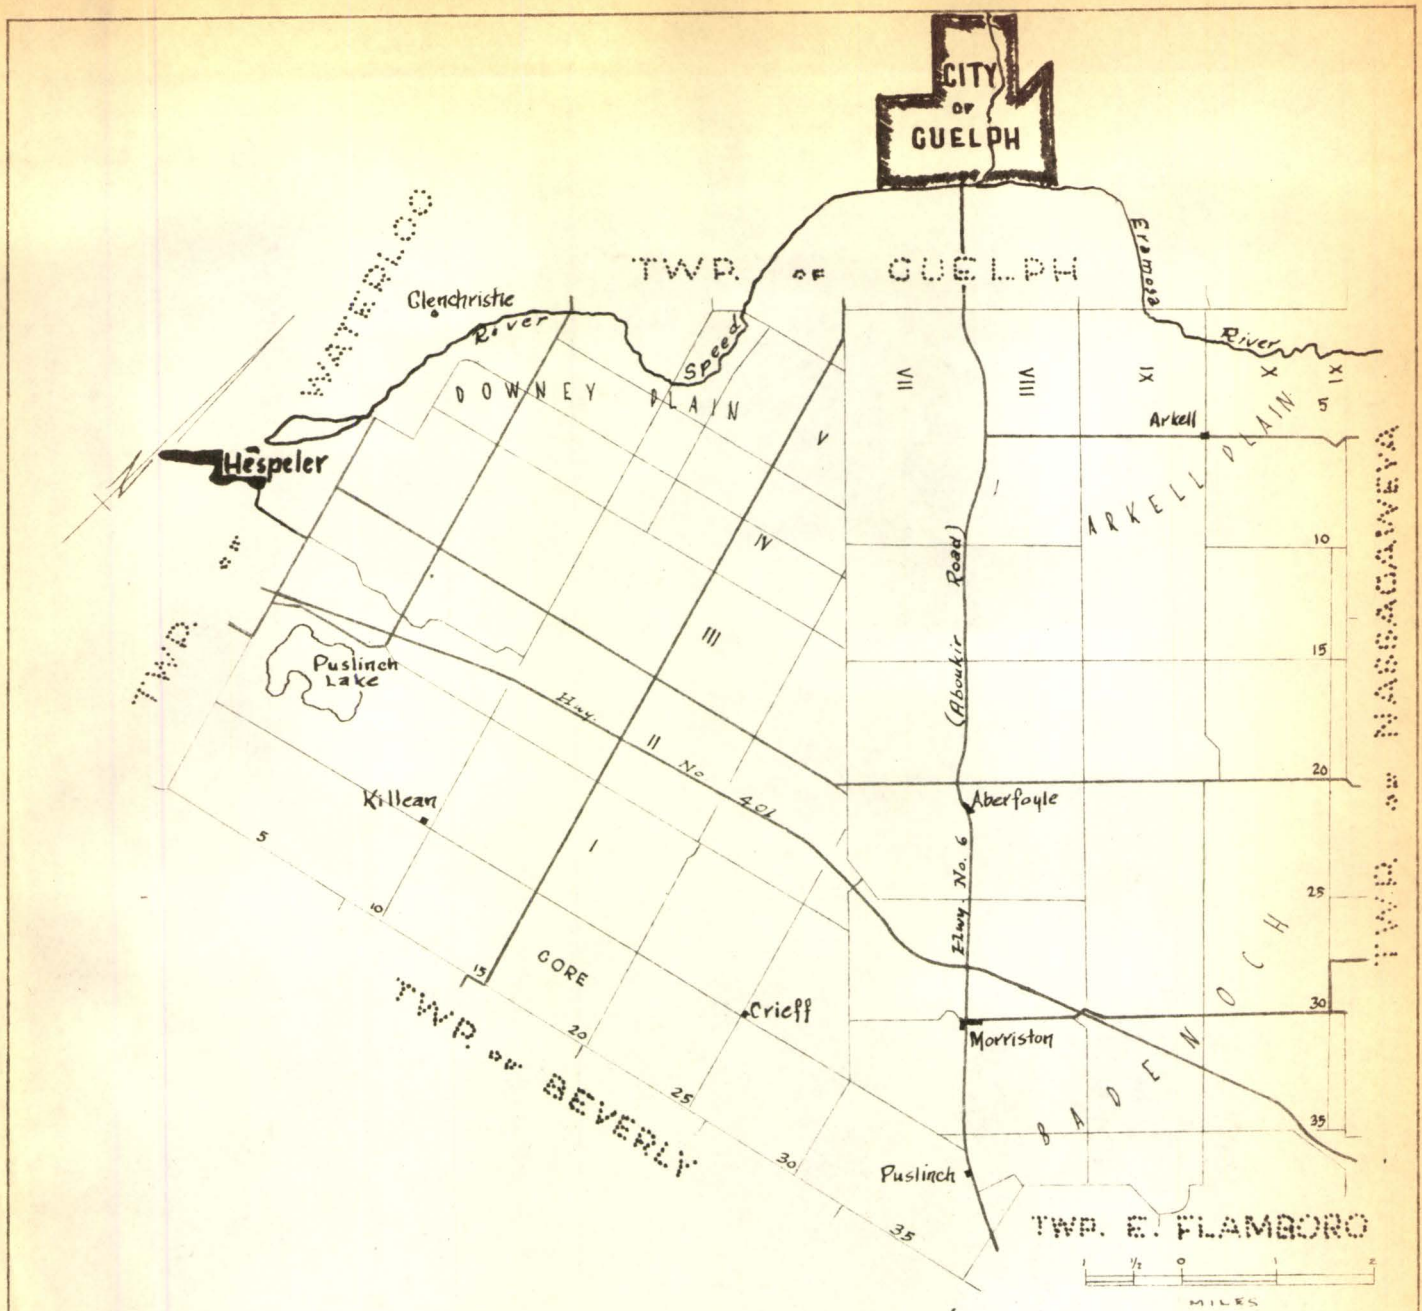 CITY
OF
GUELPH
TWP. OF GUELPH
Eramosa
River
WATERLOO
OF
TWP.
Glenchristie
River
Speed
DOWNEY PLAIN
Hespeler
VII
VIII
IX
X
XI
5
Arkell
ARKELL PLAIN
V
I
IV
III
II
I
10
15
20
25
30
35
(Aboukir Road)
Hwy. No. 6
Puslinch
Lake
Hwy. No 401
Killean
Aberfoyle
GORE
Crieff
Morriston
BADENOCH
Puslinch
5
10
15
20
25
30
35
TWP. OF BEVERLY
TWP. OF NASSAGAWEYA
TWP. E. FLAMBORO
1 ½ 0 1 2
MILES